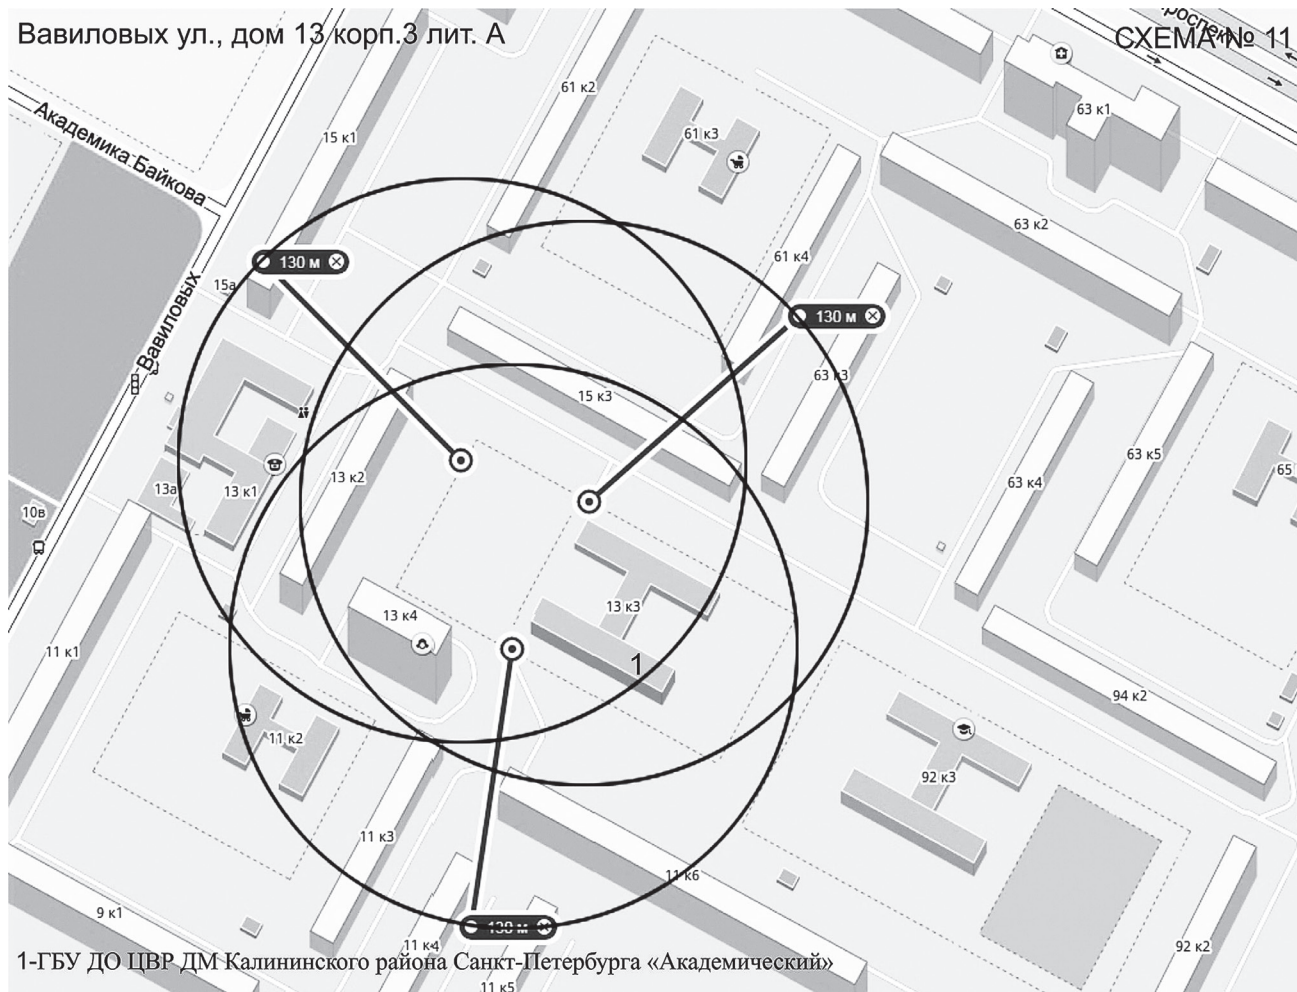 Вавиловых ул., дом 13 корп.3 лит. А
СХЕМА № 11
61 к2
63 к1
Академика Байкова
15 к1
61 к3
63 к2
61 к4
130 м
15а
130 м
Вавиловых
63 к3
15 к3
13 к2
13а
13 к1
63 к4
63 к5
65
10в
13 к3
13 к4
11 к1
1
94 к2
11 к2
92 к3
11 к3
11 к6
9 к1
130 м
11 к4
92 к2
1-ГБУ ДО ЦВР ДМ Калининского района Санкт-Петербурга «Академический»
11 к5